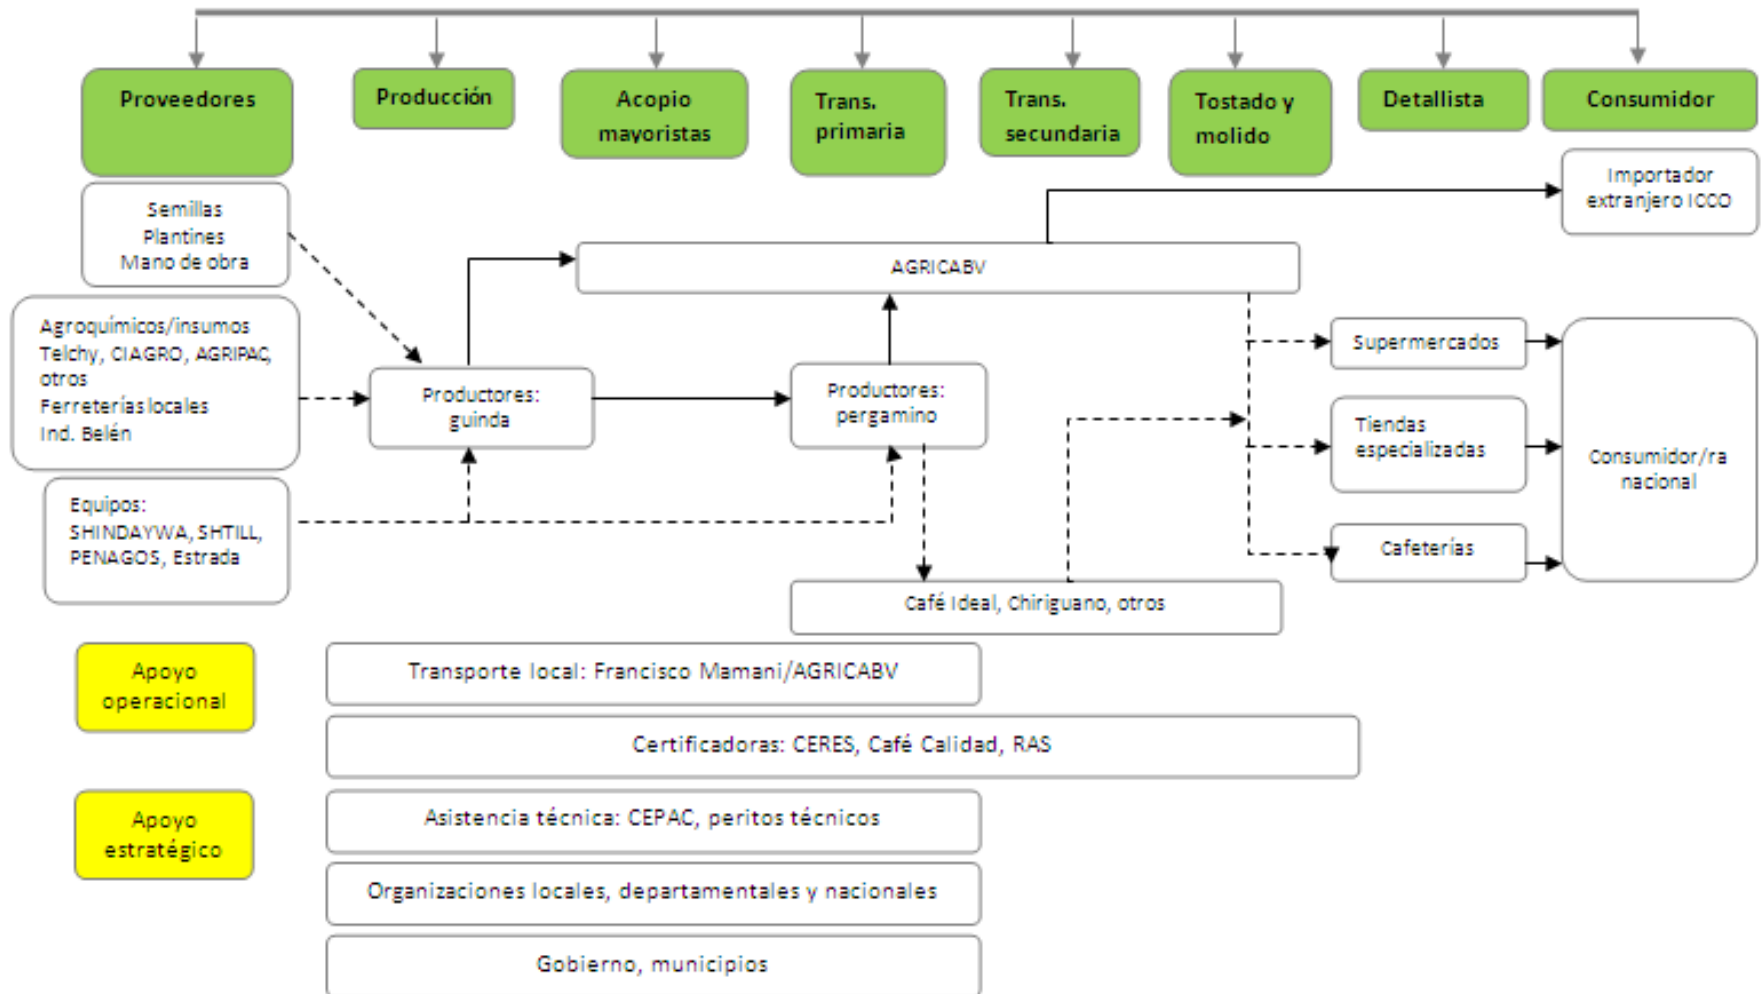 Proveedores
Producción
Acopio
mayoristas
Trans.
primaria
Trans.
secundaria
Tostado y
molido
Detallista
Consumidor
Semillas
Plantines
Mano de obra
Importador
extranjero ICCO
AGRICABV
Agroquímicos/insumos
Telchy, CIAGRO, AGRIPAC,
otros
Ferreterías locales
Ind. Belén
Productores:
guinda
Productores:
pergamino
Supermercados
Tiendas
especializadas
Cafeterías
Consumidor/ra
nacional
Equipos:
SHINDAYWA, SHTILL,
PENAGOS, Estrada
Café Ideal, Chiriguano, otros
Apoyo
operacional
Transporte local: Francisco Mamani/AGRICABV
Certificadoras: CERES, Café Calidad, RAS
Apoyo
estratégico
Asistencia técnica: CEPAC, peritos técnicos
Organizaciones locales, departamentales y nacionales
Gobierno, municipios